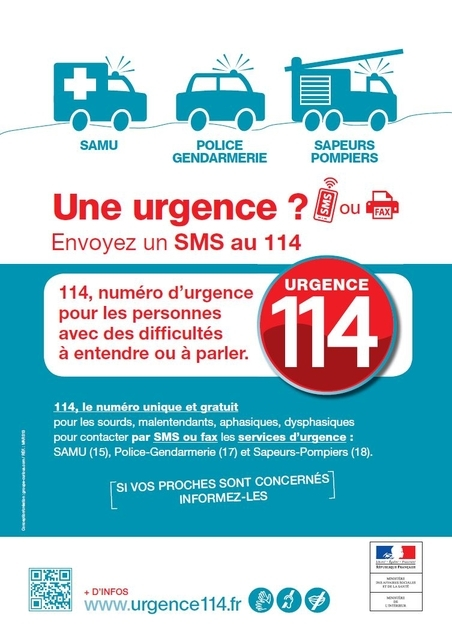 SAMU
POLICE
GENDARMERIE
SAPEURS
POMPIERS
Une urgence ? SMS ou FAX
Envoyez un SMS au 114
114, numéro d'urgence
pour les personnes
avec des difficultés
à entendre ou à parler.
URGENCE
114
114, le numéro unique et gratuit
pour les sourds, malentendants, aphasiques, dysphasiques
pour contacter par SMS ou fax les services d'urgence :
SAMU (15), Police-Gendarmerie (17) et Sapeurs-Pompiers (18).
SI VOS PROCHES SONT CONCERNÉS
INFORMEZ-LES
+ D'INFOS
www.urgence114.fr
Liberté • Égalité • Fraternité
RÉPUBLIQUE FRANÇAISE
MINISTÈRE
DES AFFAIRES SOCIALES
ET DE LA SANTÉ
MINISTÈRE
DE L'INTÉRIEUR